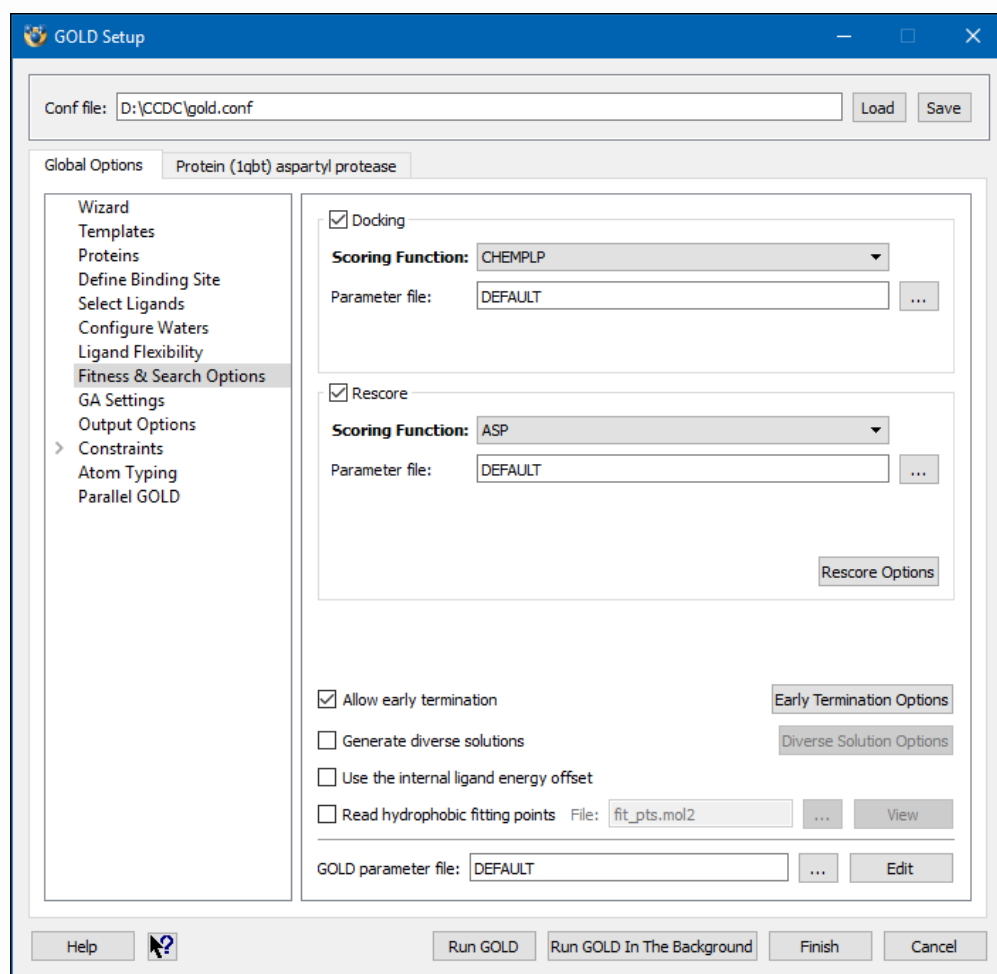 GOLD Setup
Conf file: D:\CCDC\gold.conf Load Save
Global Options Protein (1qbt) aspartyl protease
Wizard
Templates
Proteins
Define Binding Site
Select Ligands
Configure Waters
Ligand Flexibility
Fitness & Search Options
GA Settings
Output Options
Constraints
Atom Typing
Parallel GOLD
Docking
Scoring Function: CHEMPLP
Parameter file: DEFAULT ...
Rescore
Scoring Function: ASP
Parameter file: DEFAULT ...
Rescore Options
Allow early termination Early Termination Options
Generate diverse solutions Diverse Solution Options
Use the internal ligand energy offset
Read hydrophobic fitting points File: fit_pts.mol2 ... View
GOLD parameter file: DEFAULT ... Edit
Help ? Run GOLD Run GOLD In The Background Finish Cancel